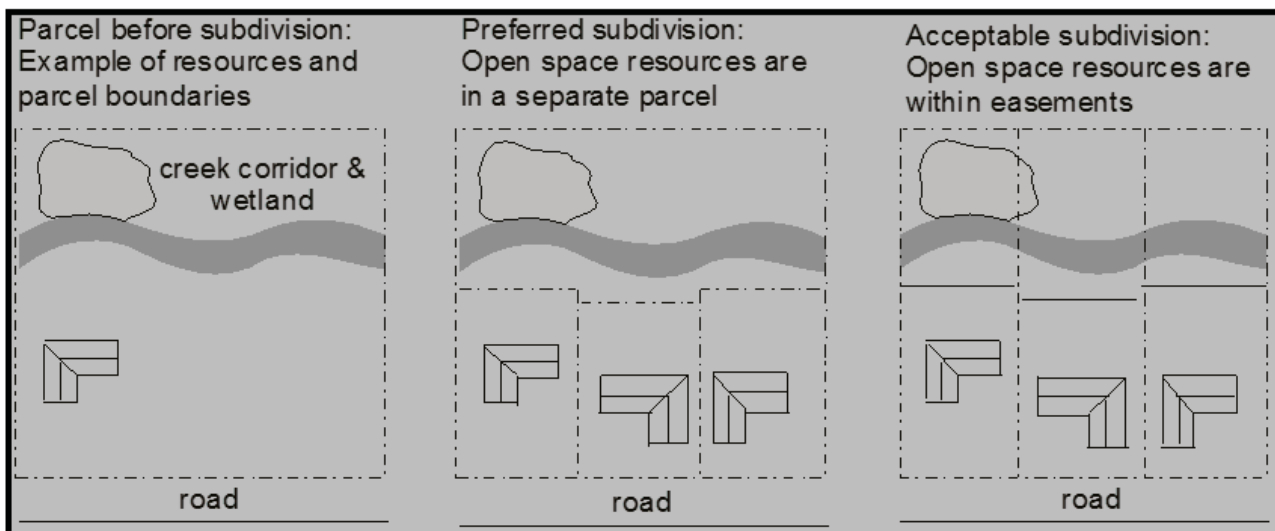 Parcel before subdivision:
Example of resources and
parcel boundaries
creek corridor &
wetland
road
Preferred subdivision:
Open space resources are
in a separate parcel
road
Acceptable subdivision:
Open space resources are
within easements
road